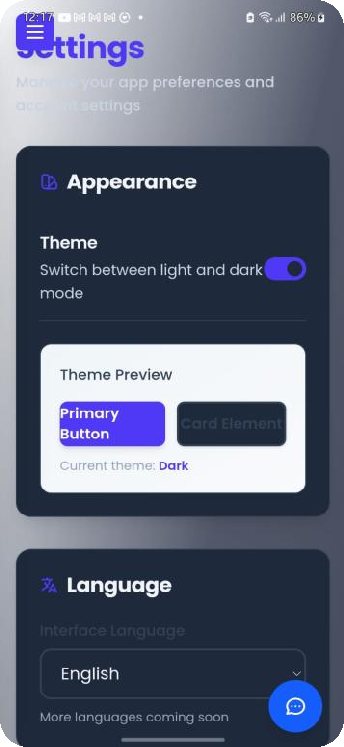 12:17
86%
Settings
Manage your app preferences and
account settings
Appearance
Theme
Switch between light and dark
mode
Theme Preview
Primary
Button
Card Element
Current theme: Dark
Language
Interface Language
English
More languages coming soon